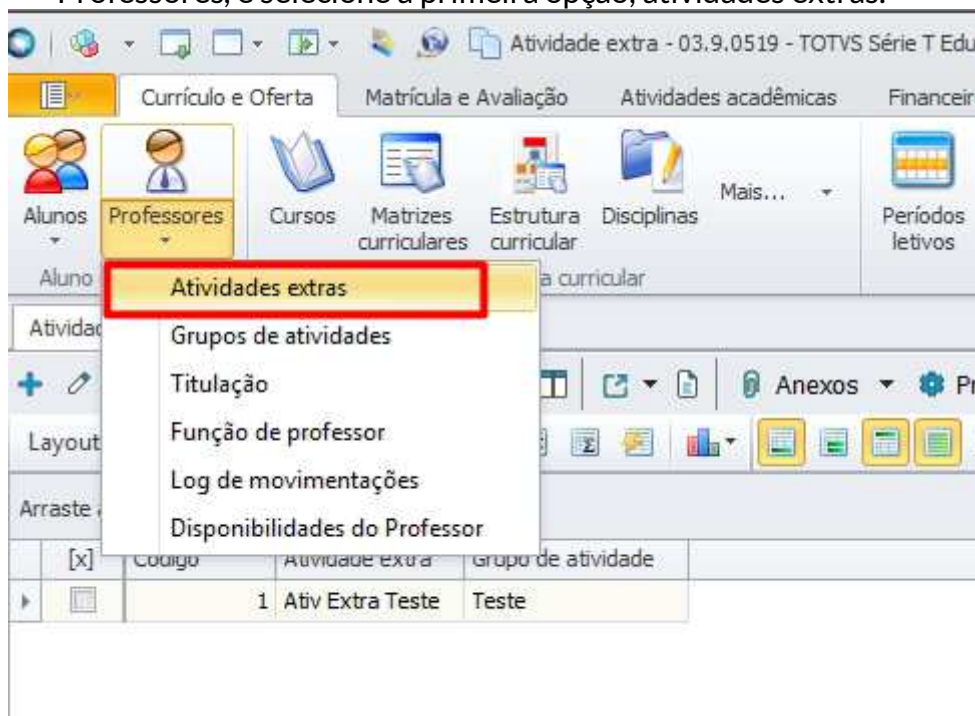 Professores, e selecione a primeira opção, atividades extras.
Atividade extra - 03.9.0519 - TOTVS Série T Edu
Currículo e Oferta Matrícula e Avaliação Atividades acadêmicas Financeir
Alunos Professores Cursos Matrizes curriculares Estrutura curricular Disciplinas Mais... Períodos letivos
Aluno a curricular
Atividades extras
Grupos de atividades
Titulação
Função de professor
Log de movimentações
Disponibilidades do Professor
Atividad
Anexos Pr
Layout
Arraste a
[x] Código Atividade extra Grupo de atividade
1 Ativ Extra Teste Teste